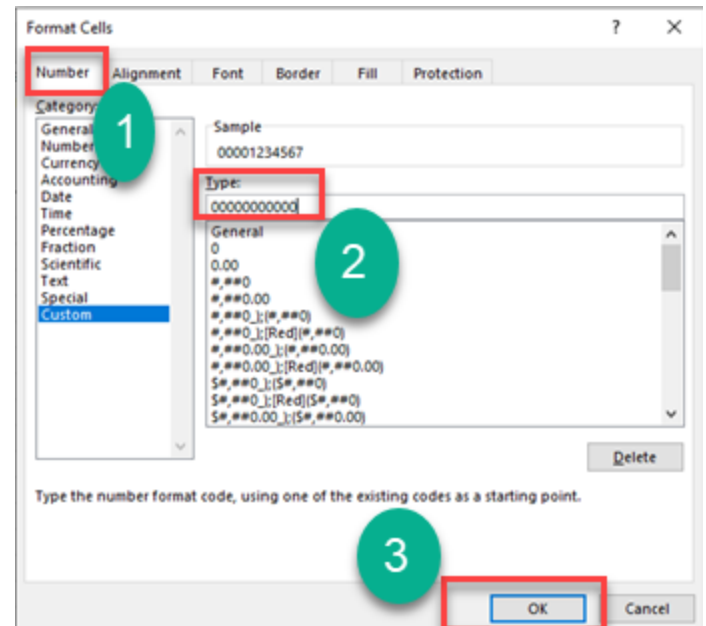 Format Cells ? ×
Number Alignment Font Border Fill Protection
Category:
1
General
Number
Currency
Accounting
Date
Time
Percentage
Fraction
Scientific
Text
Special
Custom
Sample
00001234567
Type:
00000000000
2
General
0
0.00
#,##0
#,##0.00
#,##0_);(#,##0)
#,##0_);[Red](#,##0)
#,##0.00_);(#,##0.00)
#,##0.00_);[Red](#,##0.00)
$#,##0_);($#,##0)
$#,##0_);[Red]($#,##0)
$#,##0.00_);($#,##0.00)
Delete
Type the number format code, using one of the existing codes as a starting point.
3
OK Cancel